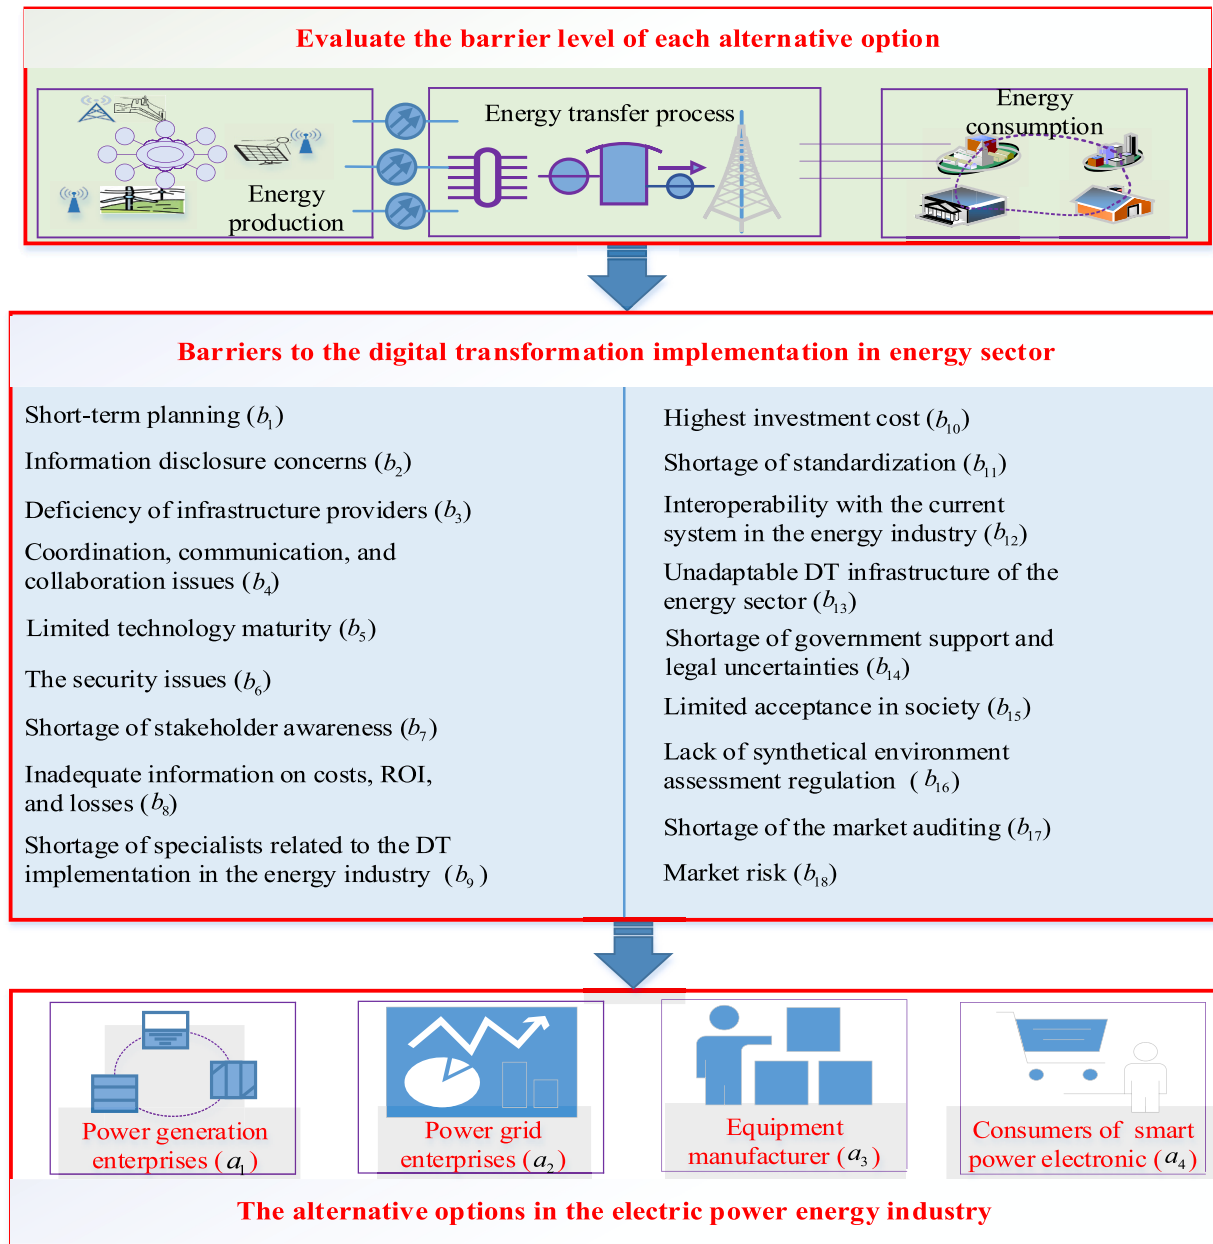 Evaluate the barrier level of each alternative option
Energy
production
Energy transfer process
Energy
consumption
Barriers to the digital transformation implementation in energy sector
Short-term planning (b₁)
Information disclosure concerns (b₂)
Deficiency of infrastructure providers (b₃)
Coordination, communication, and
collaboration issues (b₄)
Limited technology maturity (b₅)
The security issues (b₆)
Shortage of stakeholder awareness (b₇)
Inadequate information on costs, ROI,
and losses (b₈)
Shortage of specialists related to the DT
implementation in the energy industry (b₉)
Highest investment cost (b₁₀)
Shortage of standardization (b₁₁)
Interoperability with the current
system in the energy industry (b₁₂)
Unadaptable DT infrastructure of the
energy sector (b₁₃)
Shortage of government support and
legal uncertainties (b₁₄)
Limited acceptance in society (b₁₅)
Lack of synthetical environment
assessment regulation (b₁₆)
Shortage of the market auditing (b₁₇)
Market risk (b₁₈)
Power generation
enterprises (a₁)
Power grid
enterprises (a₂)
Equipment
manufacturer (a₃)
Consumers of smart
power electronic (a₄)
The alternative options in the electric power energy industry